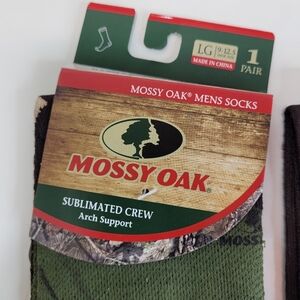 LG 9-12.5
MADE IN CHINA
1
PAIR
MOSSY OAK® MENS SOCKS
MOSSY OAK®
SUBLIMATED CREW
Arch Support
MOSS